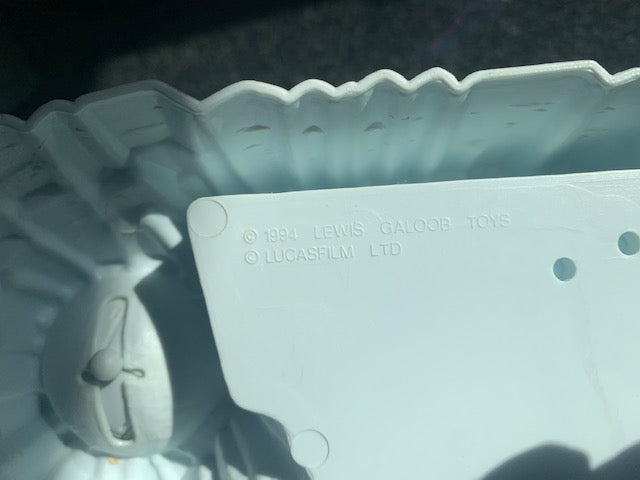 © 1994 LEWIS GALOOB TOYS
© LUCASFILM LTD